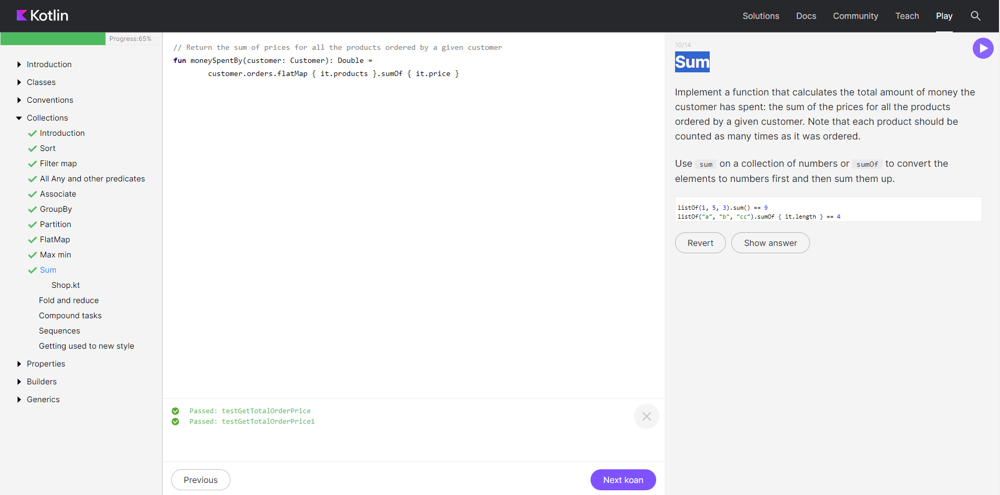 Kotlin
Solutions Docs Community Teach Play
Progress:65%
Introduction
Classes
Conventions
Collections
Introduction
Sort
Filter map
All Any and other predicates
Associate
GroupBy
Partition
FlatMap
Max min
Sum
Shop.kt
Fold and reduce
Compound tasks
Sequences
Getting used to new style
Properties
Builders
Generics
// Return the sum of prices for all the products ordered by a given customer
fun moneySpentBy(customer: Customer): Double =
customer.orders.flatMap { it.products }.sumOf { it.price }
Passed: testGetTotalOrderPrice
Passed: testGetTotalOrderPrice1
Previous
Next koan
10/14
Sum
Implement a function that calculates the total amount of money the
customer has spent: the sum of the prices for all the products
ordered by a given customer. Note that each product should be
counted as many times as it was ordered.
Use sum on a collection of numbers or sumOf to convert the
elements to numbers first and then sum them up.
listOf(1, 5, 3).sum() == 9
listOf("a", "b", "cc").sumOf { it.length } == 4
Revert
Show answer